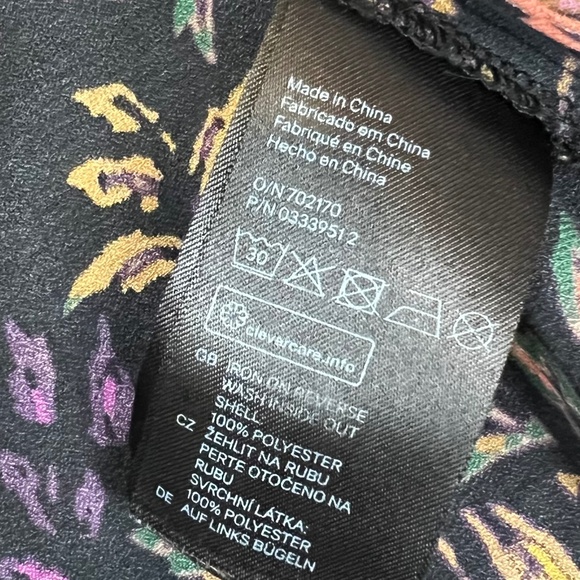 Made in China
Fabricado em China
Fabriqué en Chine
Hecho en China
O/N 702170
P/N 0333951 2
30
clevercare.info
GB IRON ON REVERSE
WASH INSIDE OUT
SHELL
100% POLYESTER
CZ ŽEHLIT NA RUBU
PERTE OTOČENO NA
RUBU
SVRCHNÍ LÁTKA:
100% POLYESTER
DE AUF LINKS BÜGELN